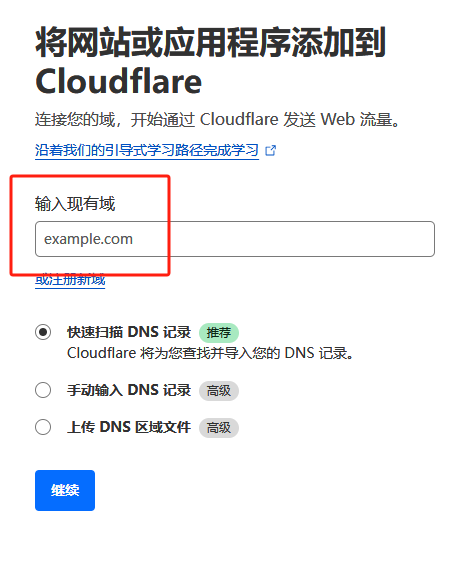 将网站或应用程序添加到
Cloudflare
连接您的域，开始通过 Cloudflare 发送 Web 流量。
沿着我们的引导式学习路径完成学习
输入现有域
example.com
或注册新域
快速扫描 DNS 记录 推荐
Cloudflare 将为您查找并导入您的 DNS 记录。
手动输入 DNS 记录 高级
上传 DNS 区域文件 高级
继续